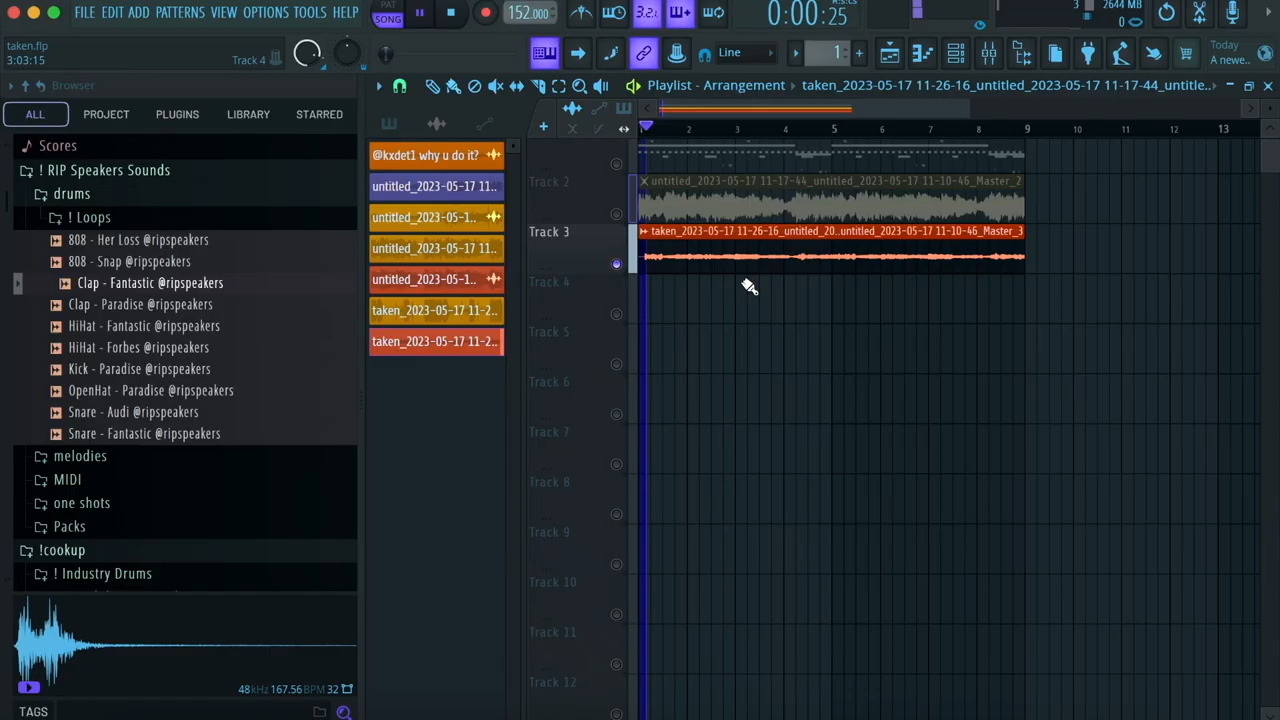 FILE EDIT ADD PATTERNS VIEW OPTIONS TOOLS HELP
PAT
SONG
152.000
3.2.
0:00:25
3
2644 MB
0
taken.flp
3:03:15
Track 4
Line
1
Today
A newe..
Browser
Playlist - Arrangement ▸ taken_2023-05-17 11-26-16_untitled_2023-05-17 11-17-44_untitle...
ALL PROJECT PLUGINS LIBRARY STARRED
2 3 4 5 6 7 8 9 10 11 12 13
Scores
! RIP Speakers Sounds
drums
! Loops
808 - Her Loss @ripspeakers
808 - Snap @ripspeakers
Clap - Fantastic @ripspeakers
Clap - Paradise @ripspeakers
HiHat - Fantastic @ripspeakers
HiHat - Forbes @ripspeakers
Kick - Paradise @ripspeakers
OpenHat - Paradise @ripspeakers
Snare - Audi @ripspeakers
Snare - Fantastic @ripspeakers
melodies
MIDI
one shots
Packs
!cookup
! Industry Drums
48kHz 167.56BPM 32
TAGS
@kxdet1 why u do it?
untitled_2023-05-17 11..
untitled_2023-05-1..
untitled_2023-05-17 11..
untitled_2023-05-1..
taken_2023-05-17 11-2..
taken_2023-05-17 11-2..
Track 2
untitled_2023-05-17 11-17-44_untitled_2023-05-17 11-10-46_Master_2
Track 3
taken_2023-05-17 11-26-16_untitled_20..untitled_2023-05-17 11-10-46_Master_3
Track 4
Track 5
Track 6
Track 7
Track 8
Track 9
Track 10
Track 11
Track 12